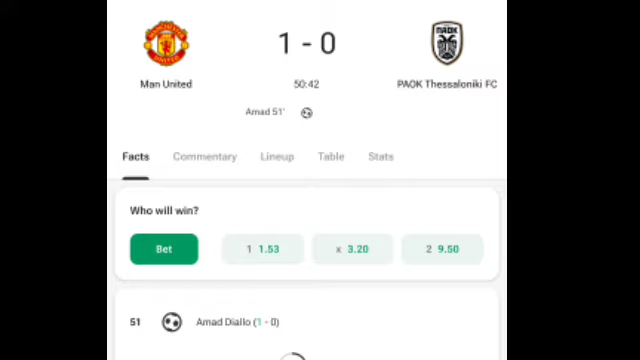 1 - 0
Man United
50:42
PAOK Thessaloniki FC
Amad 51'
Facts Commentary Lineup Table Stats
Who will win?
Bet 1 1.53 x 3.20 2 9.50
51 Amad Diallo (1 - 0)